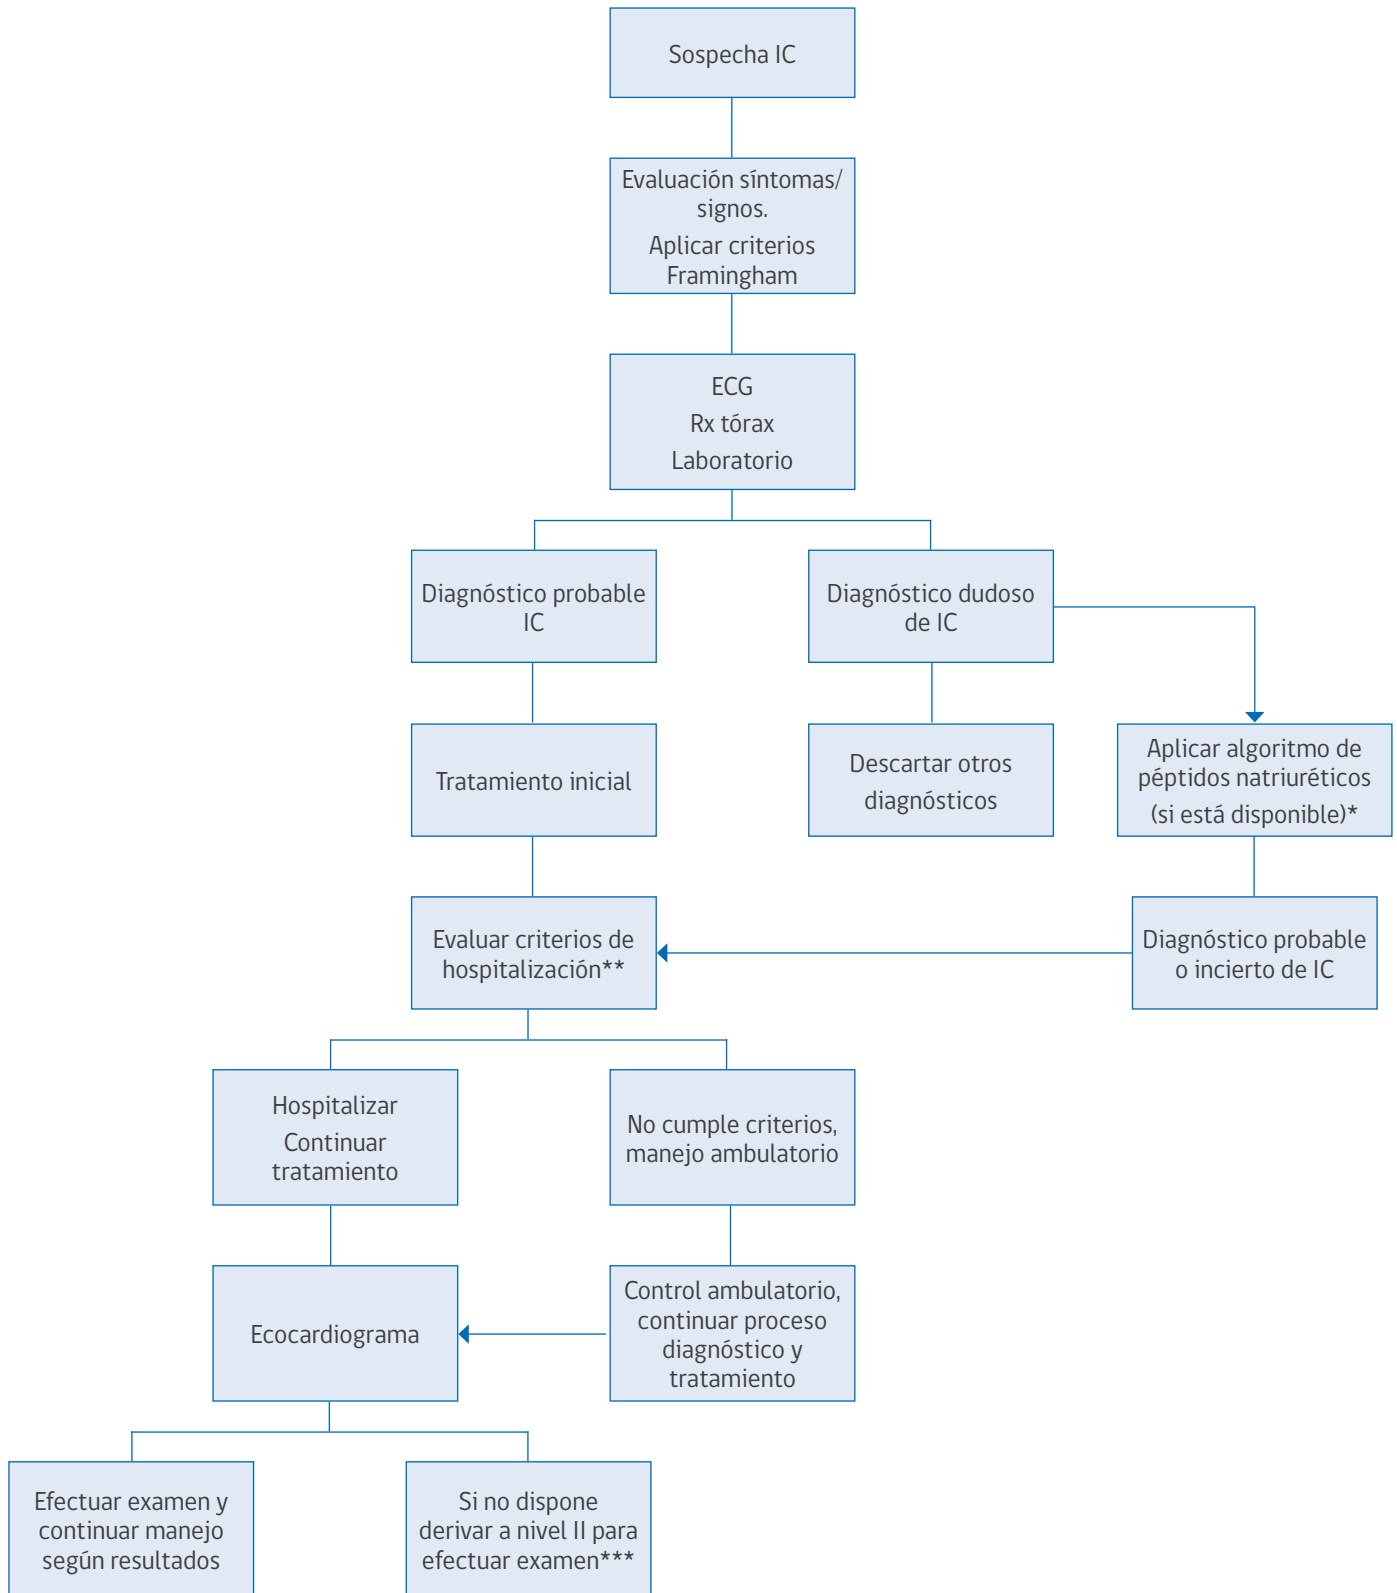 Sospecha IC
Evaluación síntomas/
signos.
Aplicar criterios
Framingham
ECG
Rx tórax
Laboratorio
Diagnóstico probable
IC
Diagnóstico dudoso
de IC
Tratamiento inicial
Descartar otros
diagnósticos
Aplicar algoritmo de
péptidos natriuréticos
(si está disponible)*
Evaluar criterios de
hospitalización**
Diagnóstico probable
o incierto de IC
Hospitalizar
Continuar
tratamiento
No cumple criterios,
manejo ambulatorio
Ecocardiograma
Control ambulatorio,
continuar proceso
diagnóstico y
tratamiento
Efectuar examen y
continuar manejo
según resultados
Si no dispone
derivar a nivel II para
efectuar examen***